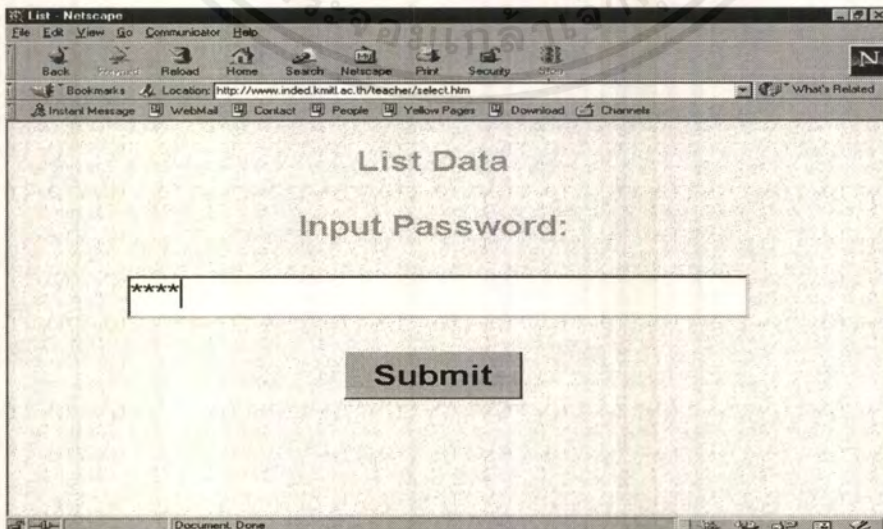 List - Netscape
File Edit View Go Communicator Help
Back Forward Reload Home Search Netscape Print Security Stop
Bookmarks Location: http://www.inded.kmitl.ac.th/teacher/select.htm What's Related
Instant Message WebMail Contact People Yellow Pages Download Channels
List Data
Input Password:
****
Submit
Document: Done